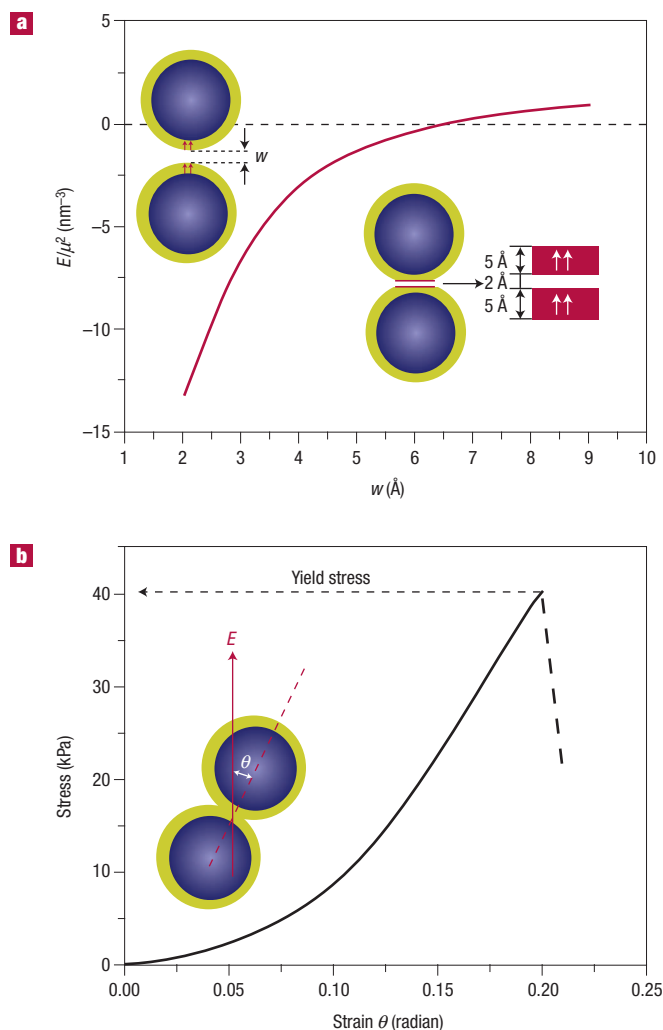 a
5
0
–5
–10
–15
E/μ² (nm⁻³)
w
5 Å
2 Å
5 Å
1 2 3 4 5 6 7 8 9 10
w (Å)
b
Yield stress
40
30
20
10
0
Stress (kPa)
E
θ
0.00 0.05 0.10 0.15 0.20 0.25
Strain θ (radian)